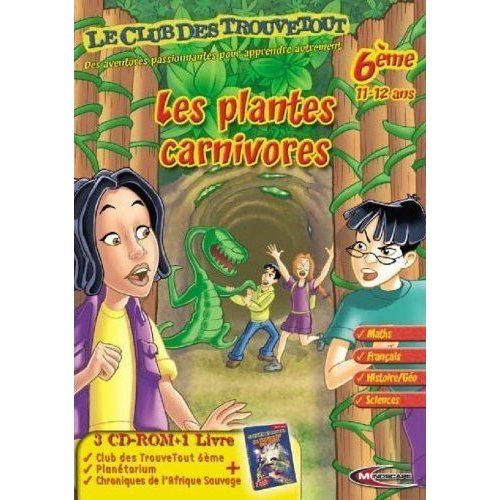 LE CLUB DES TROUVETOUT
Des aventures passionnantes pour apprendre autrement
6ème
11-12 ans
Les plantes
carnivores
✓ Maths
✓ Français
✓ Histoire/Géo
✓ Sciences
3 CD-ROM+1 Livre
✓ Club des TrouveTout 6ème
✓ Planétarium +
✓ Chroniques de l'Afrique Sauvage
MINDSCAPE